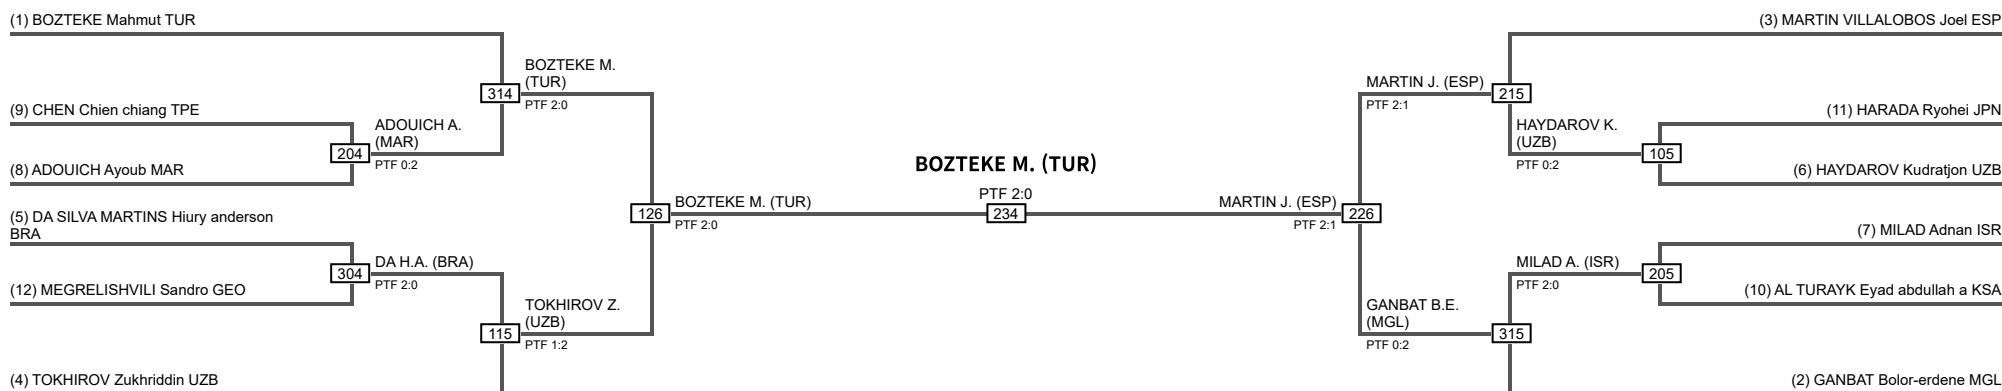 (1) BOZTEKE Mahmut TUR
(3) MARTIN VILLALOBOS Joel ESP
BOZTEKE M.
(TUR)
314
PTF 2:0
MARTIN J. (ESP)
215
PTF 2:1
(9) CHEN Chien chiang TPE
(11) HARADA Ryohei JPN
ADOUICH A.
(MAR)
204
PTF 0:2
HAYDAROV K.
(UZB)
105
PTF 0:2
(8) ADOUICH Ayoub MAR
(6) HAYDAROV Kudratjon UZB
BOZTEKE M. (TUR)
PTF 2:0
234
126
BOZTEKE M. (TUR)
PTF 2:0
MARTIN J. (ESP)
226
PTF 2:1
(5) DA SILVA MARTINS Hiury anderson
BRA
(7) MILAD Adnan ISR
304
DA H.A. (BRA)
PTF 2:0
MILAD A. (ISR)
205
PTF 2:0
(12) MEGRELISHVILI Sandro GEO
(10) AL TURAYK Eyad abdullah a KSA
TOKHIROV Z.
(UZB)
115
PTF 1:2
GANBAT B.E.
(MGL)
315
PTF 0:2
(4) TOKHIROV Zukhriddin UZB
(2) GANBAT Bolor-erdene MGL